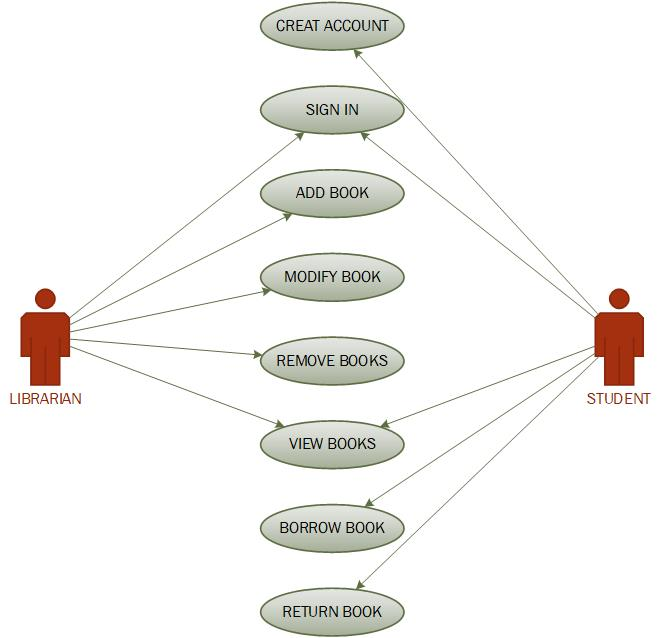 CREAT ACCOUNT
SIGN IN
ADD BOOK
MODIFY BOOK
REMOVE BOOKS
LIBRARIAN
STUDENT
VIEW BOOKS
BORROW BOOK
RETURN BOOK